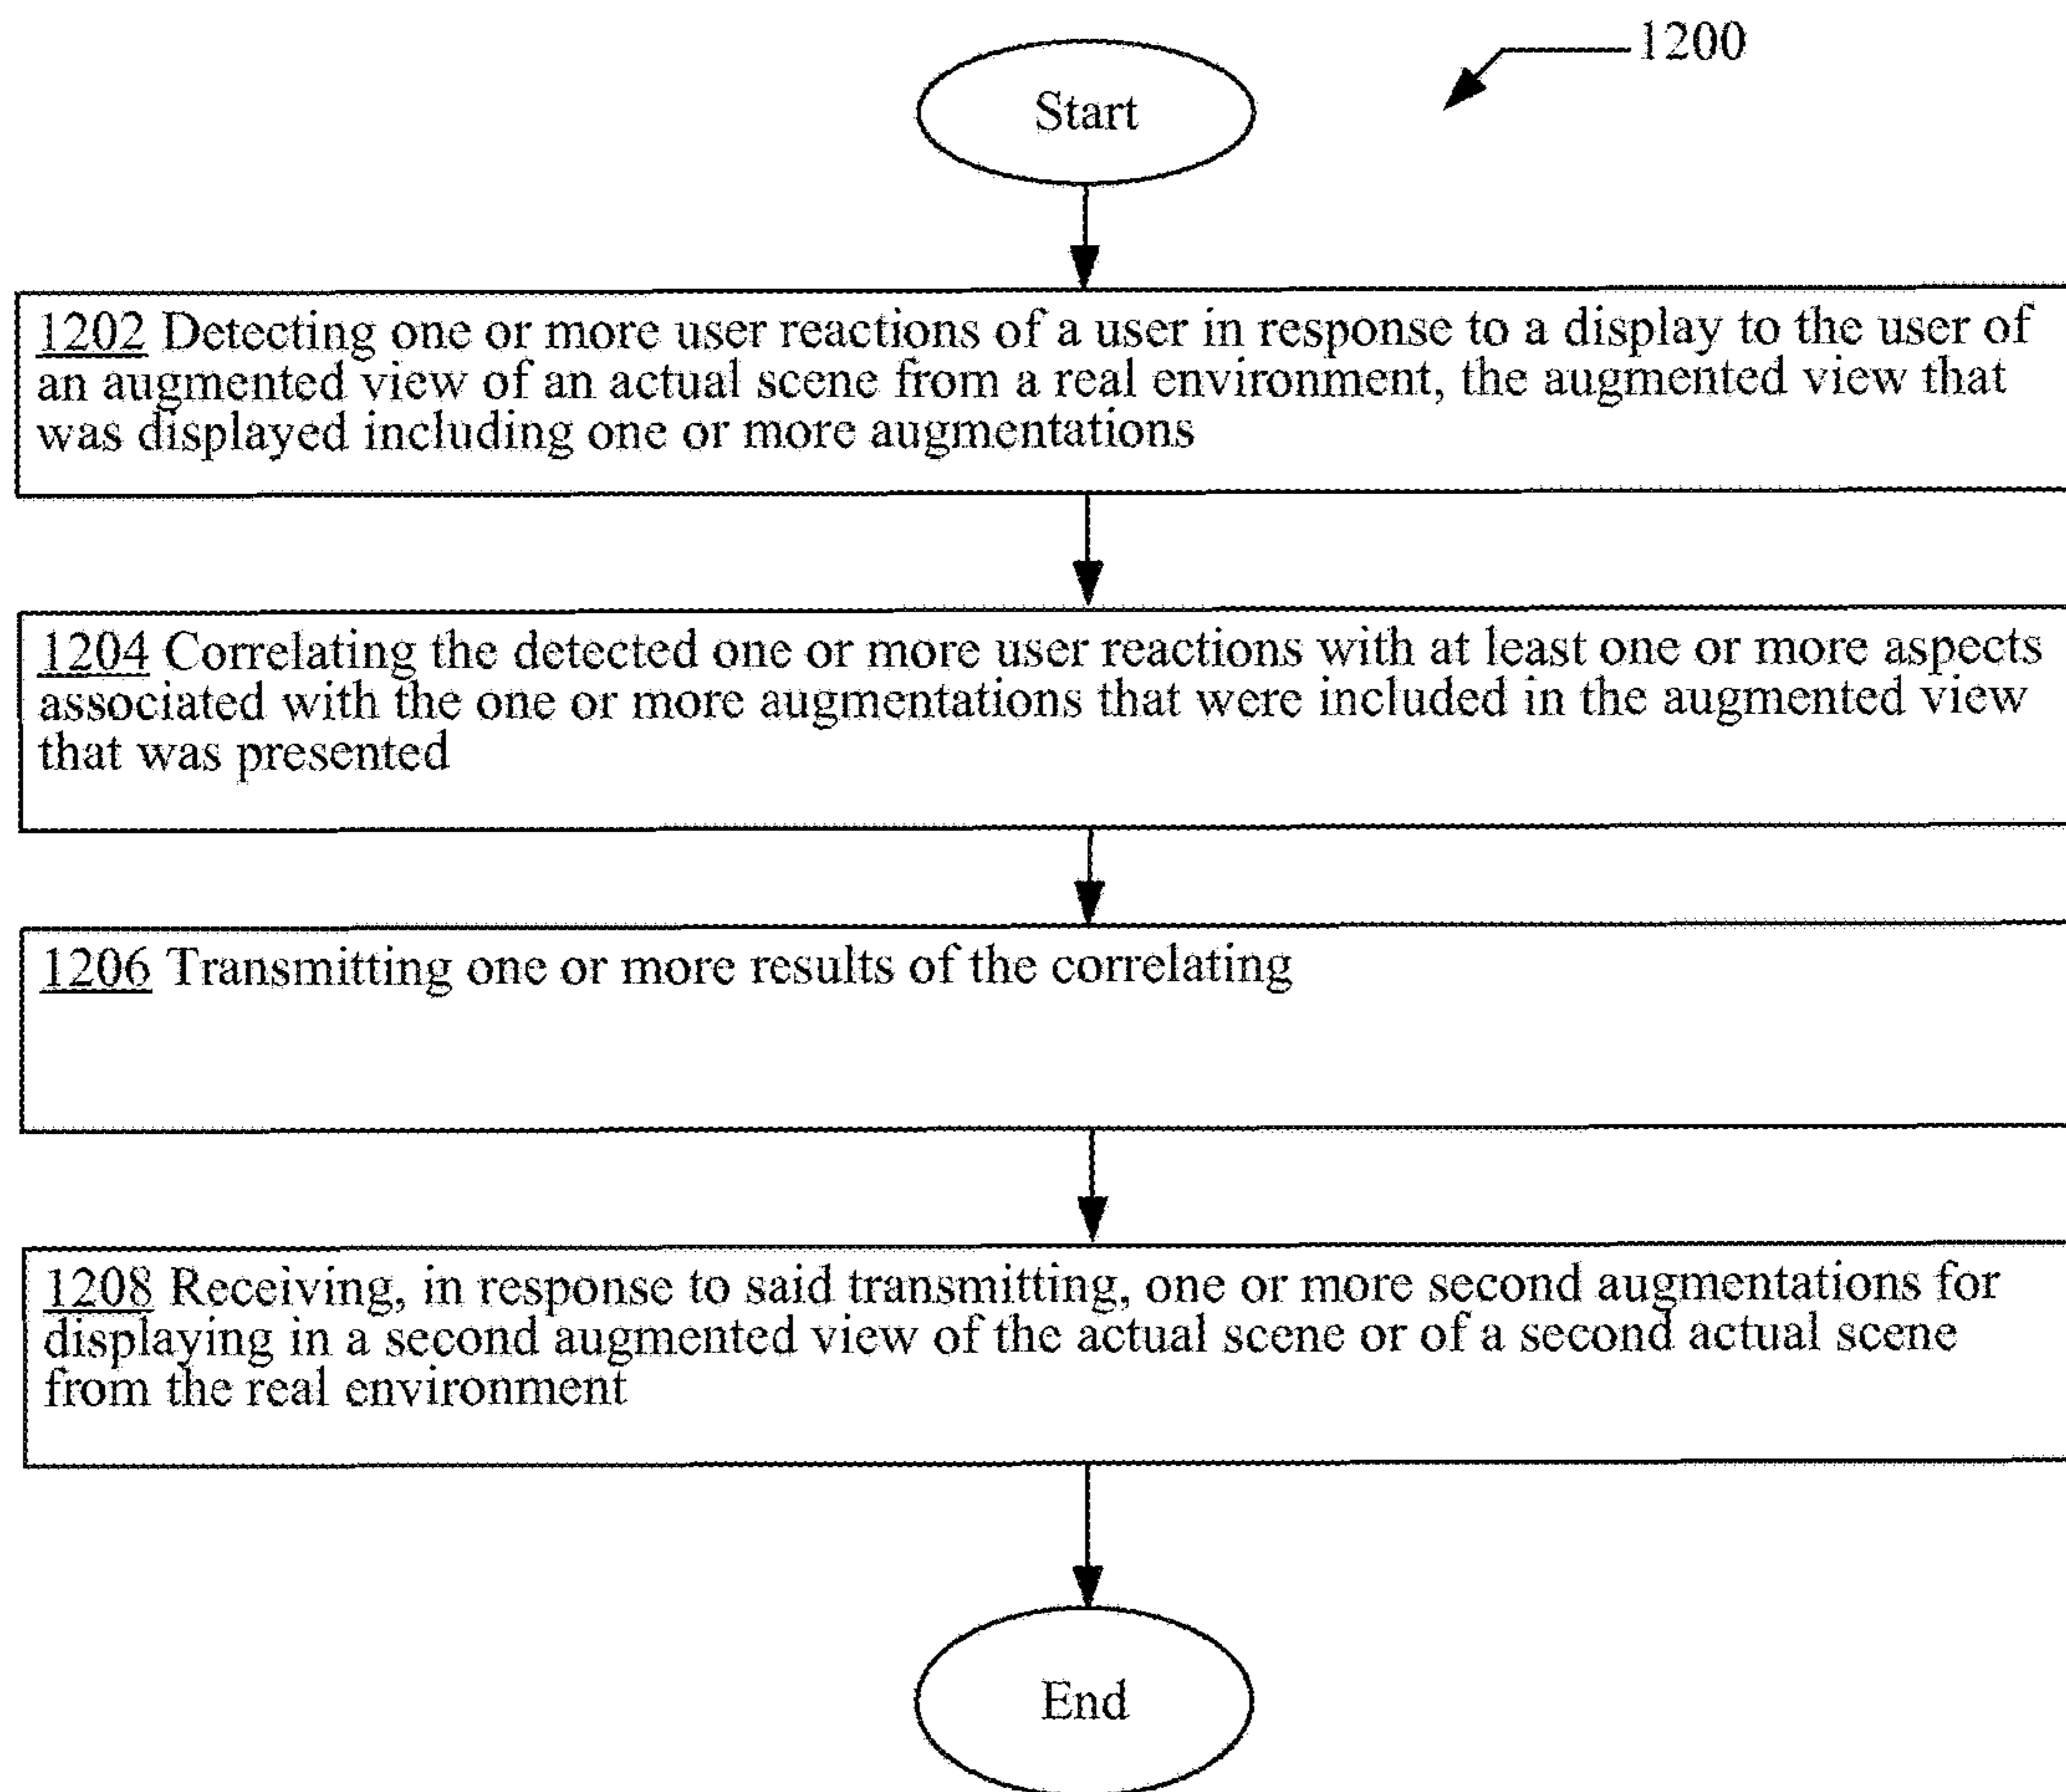 1200
Start
1202 Detecting one or more user reactions of a user in response to a display to the user of
an augmented view of an actual scene from a real environment, the augmented view that
was displayed including one or more augmentations
1204 Correlating the detected one or more user reactions with at least one or more aspects
associated with the one or more augmentations that were included in the augmented view
that was presented
1206 Transmitting one or more results of the correlating
1208 Receiving, in response to said transmitting, one or more second augmentations for
displaying in a second augmented view of the actual scene or of a second actual scene
from the real environment
End